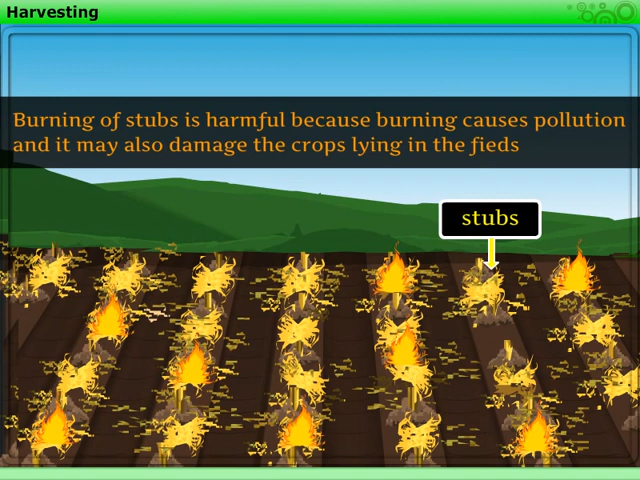 Harvesting
Burning of stubs is harmful because burning causes pollution
and it may also damage the crops lying in the fieds
stubs